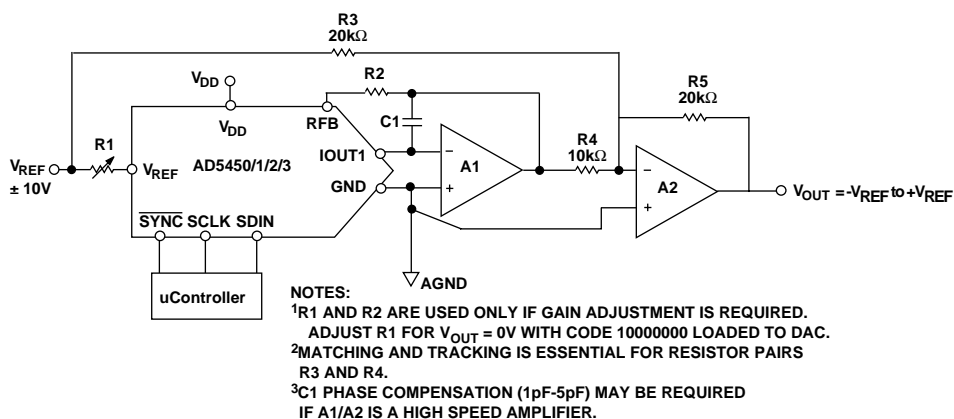 R3
20kΩ
VDD
R2
R5
20kΩ
R1
VDD
RFB
C1
VREF
± 10V
VREF
AD5450/1/2/3
IOUT1
A1
R4
10kΩ
GND
A2
VOUT = -VREF to +VREF
SYNC SCLK SDIN
AGND
uController
NOTES:
1R1 AND R2 ARE USED ONLY IF GAIN ADJUSTMENT IS REQUIRED.
ADJUST R1 FOR VOUT = 0V WITH CODE 10000000 LOADED TO DAC.
2MATCHING AND TRACKING IS ESSENTIAL FOR RESISTOR PAIRS
R3 AND R4.
3C1 PHASE COMPENSATION (1pF-5pF) MAY BE REQUIRED
IF A1/A2 IS A HIGH SPEED AMPLIFIER.